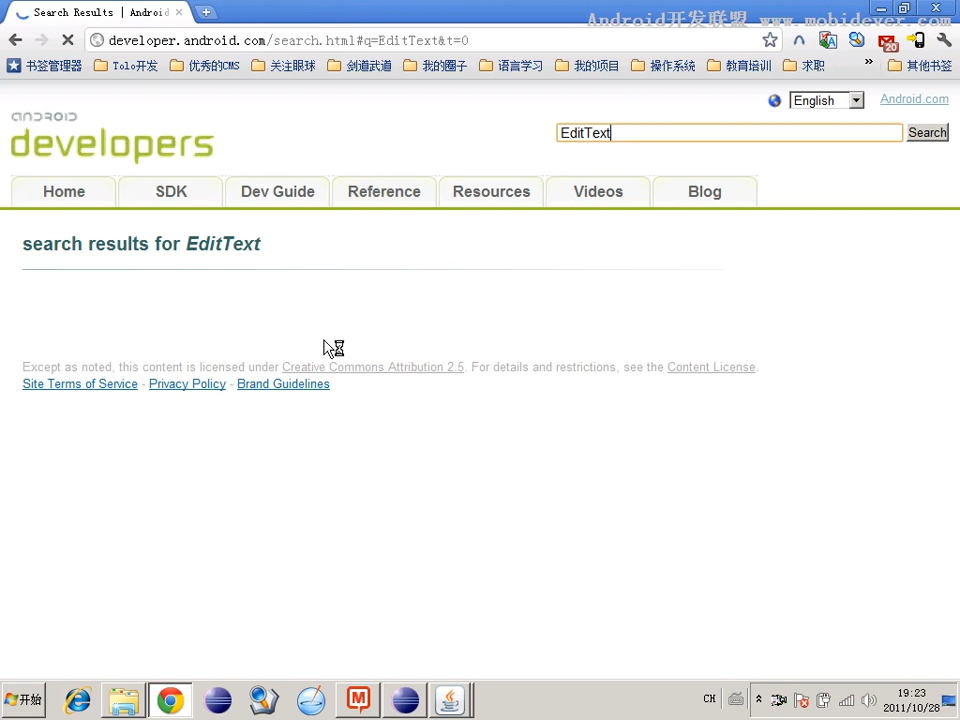 Search Results | Android
Android开发联盟 www.mobidever.com
developer.android.com/search.html#q=EditText&t=0
20
书签管理器 Tolo开发 优秀的CMS 关注眼球 剑道武道 我的圈子 语言学习 我的项目 操作系统 教育培训 求职 » 其他书签
English Android.com
android
developers
EditText Search
Home SDK Dev Guide Reference Resources Videos Blog
search results for EditText
Except as noted, this content is licensed under Creative Commons Attribution 2.5. For details and restrictions, see the Content License.
Site Terms of Service - Privacy Policy - Brand Guidelines
开始 CH 19:23
2011/10/28